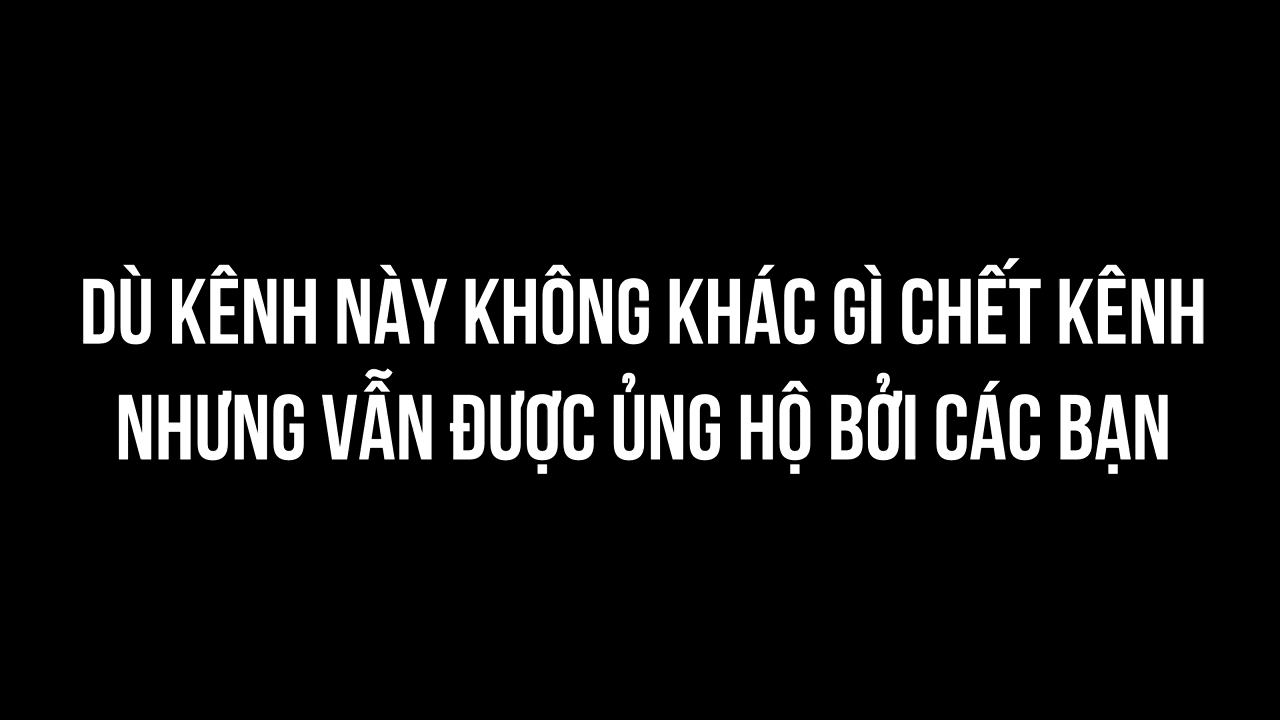 DÙ KÊNH NÀY KHÔNG KHÁC GÌ CHẾT KÊNH
NHƯNG VẪN ĐƯỢC ỦNG HỘ BỞI CÁC BẠN